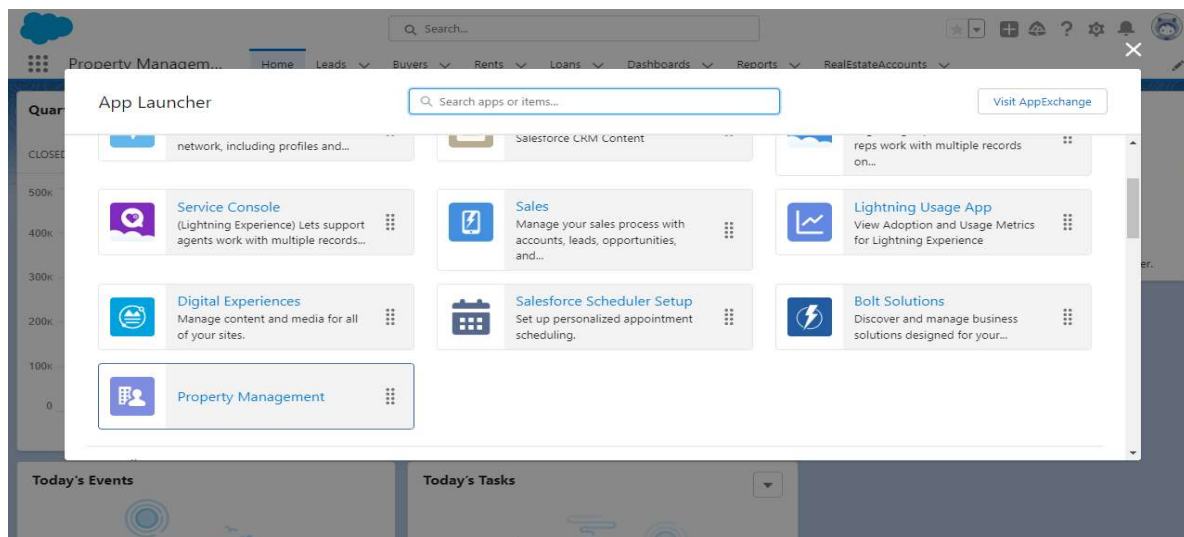 Search...
Property Managem... Home Leads Buyers Rents Loans Dashboards Reports RealEstateAccounts
Quar
App Launcher
Search apps or items...
Visit AppExchange
CLOSED
network, including profiles and...
Salesforce CRM Content
reps work with multiple records
on...
500K
400K
300K
200K
100K
0
Service Console
(Lightning Experience) Lets support
agents work with multiple records...
Sales
Manage your sales process with
accounts, leads, opportunities,
and...
Lightning Usage App
View Adoption and Usage Metrics
for Lightning Experience
er.
Digital Experiences
Manage content and media for all
of your sites.
Salesforce Scheduler Setup
Set up personalized appointment
scheduling.
Bolt Solutions
Discover and manage business
solutions designed for your...
Property Management
Today's Events
Today's Tasks